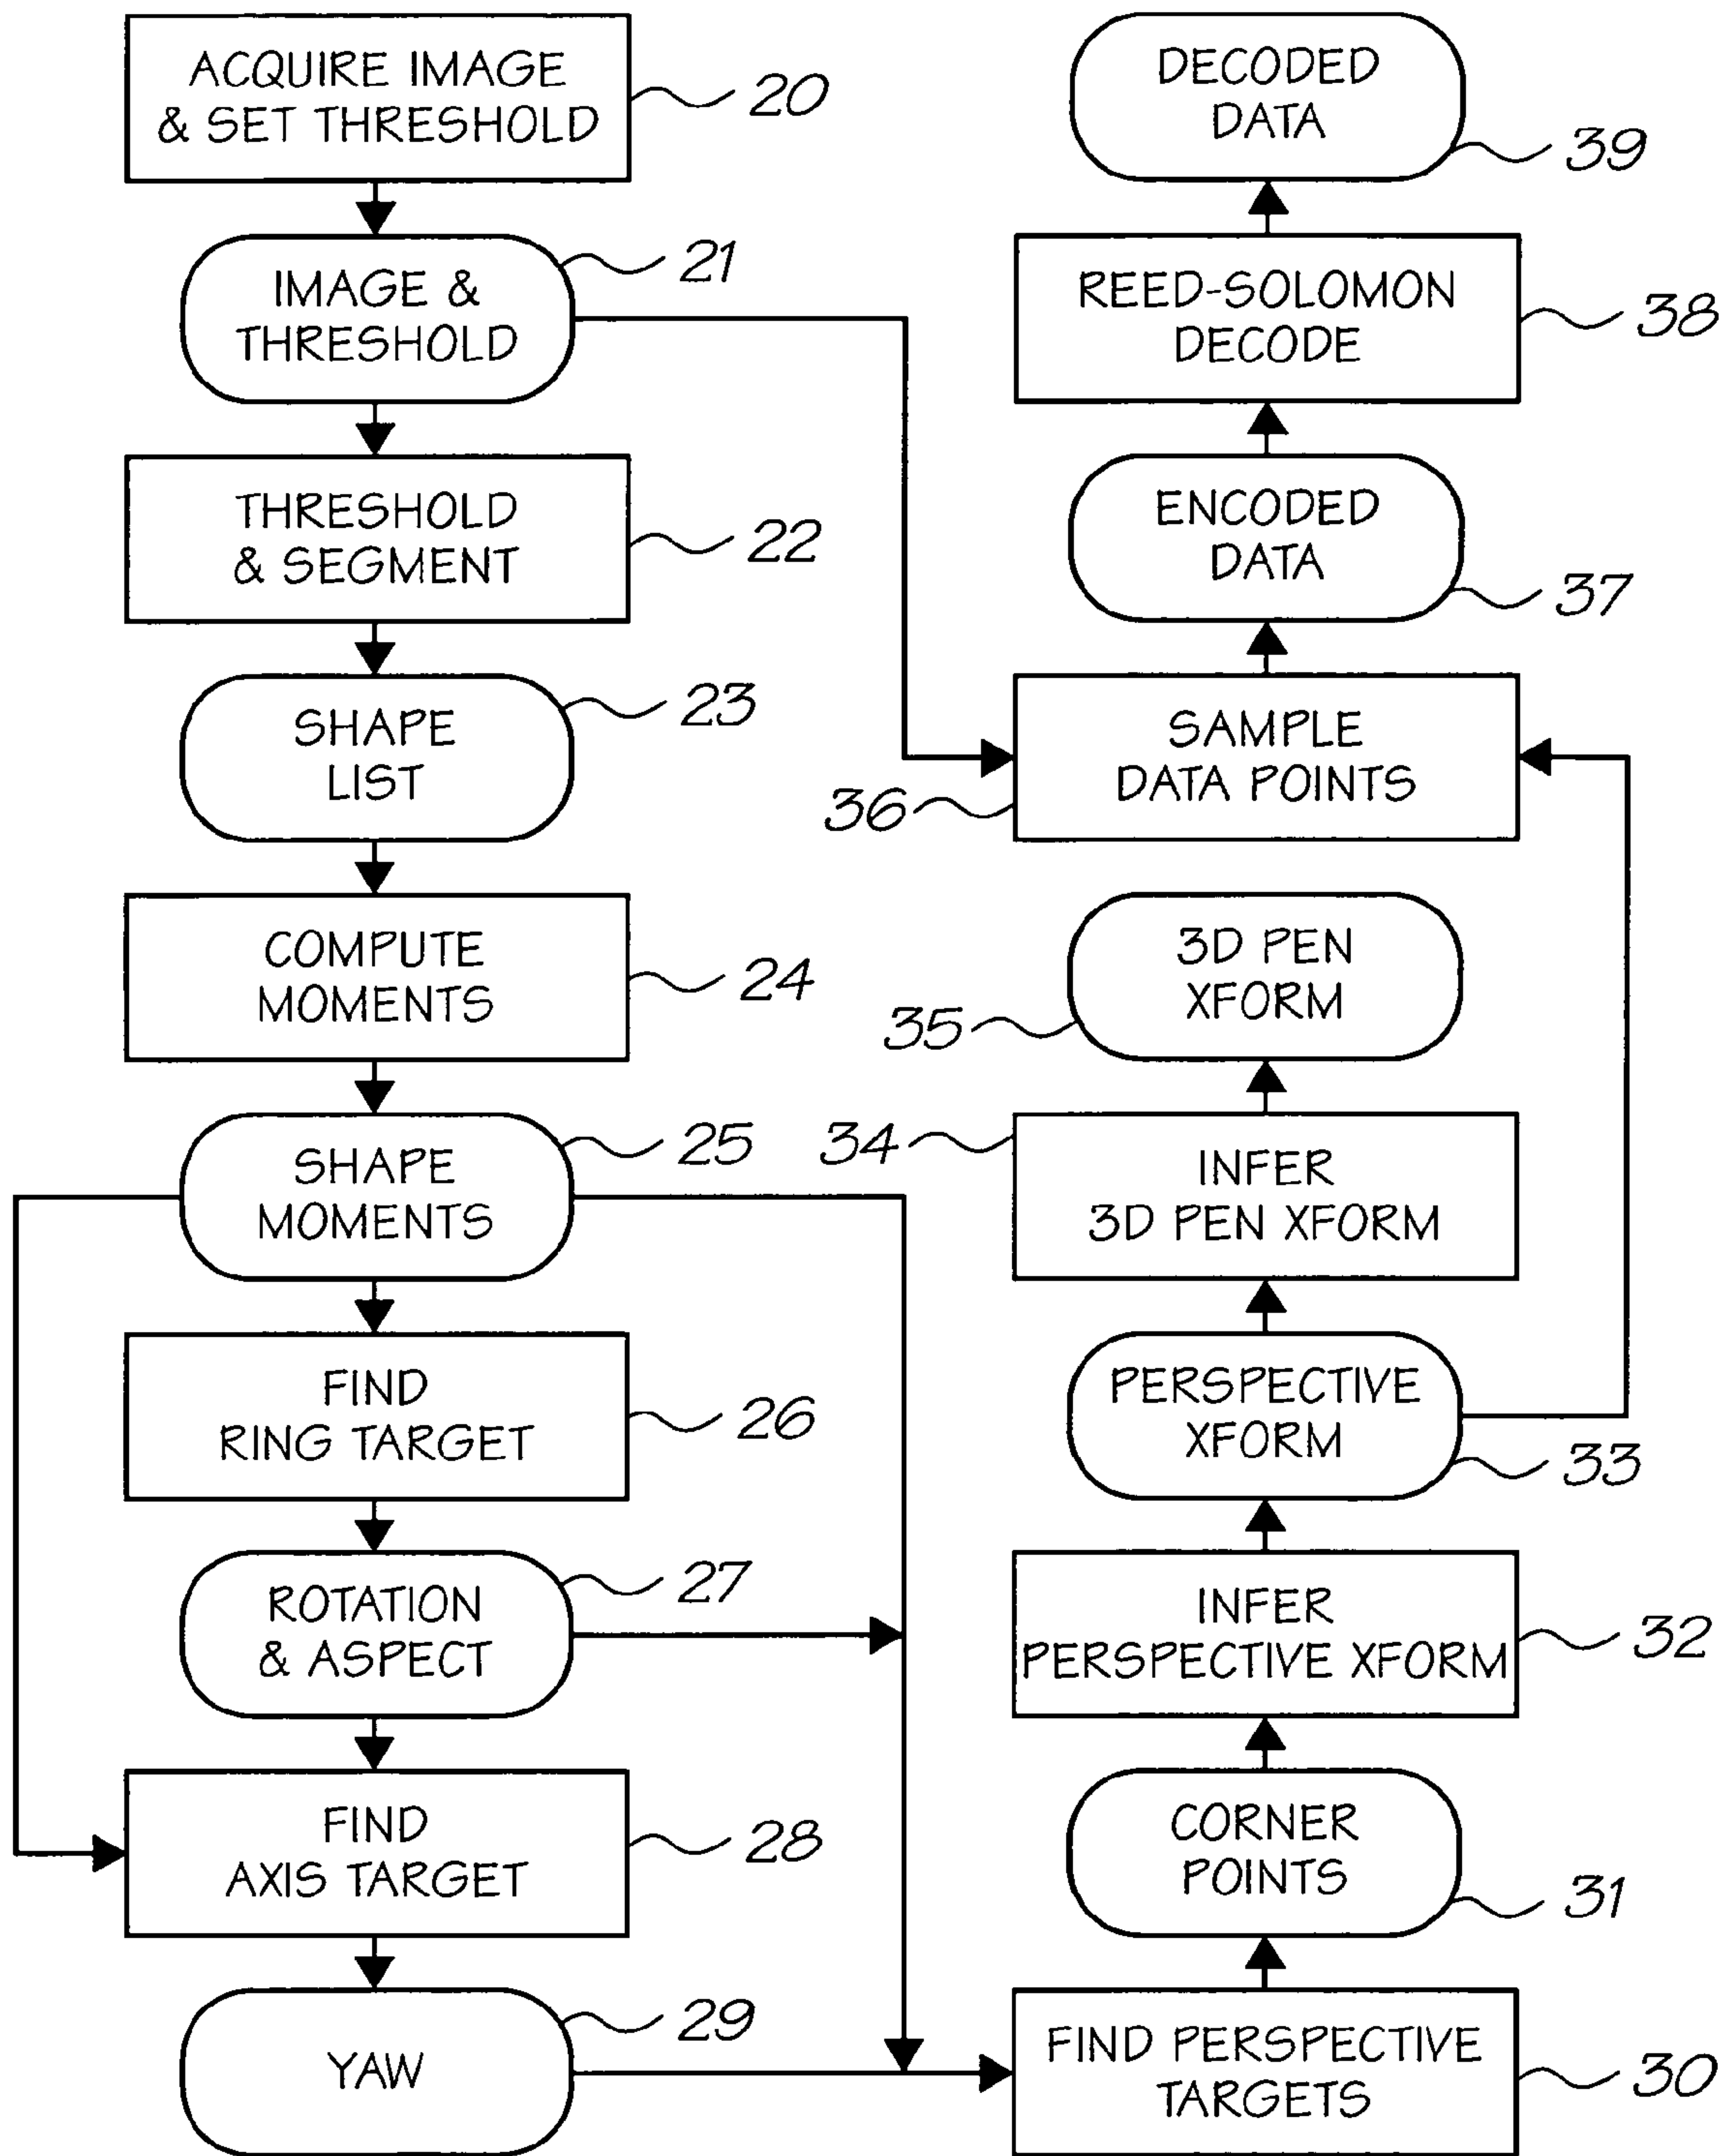 ACQUIRE IMAGE
& SET THRESHOLD
20
IMAGE &
THRESHOLD
21
THRESHOLD
& SEGMENT
22
SHAPE
LIST
23
COMPUTE
MOMENTS
24
SHAPE
MOMENTS
25
FIND
RING TARGET
26
ROTATION
& ASPECT
27
FIND
AXIS TARGET
28
YAW
29
FIND PERSPECTIVE
TARGETS
30
CORNER
POINTS
31
INFER
PERSPECTIVE XFORM
32
PERSPECTIVE
XFORM
33
INFER
3D PEN XFORM
34
3D PEN
XFORM
35
SAMPLE
DATA POINTS
36
ENCODED
DATA
37
REED-SOLOMON
DECODE
38
DECODED
DATA
39